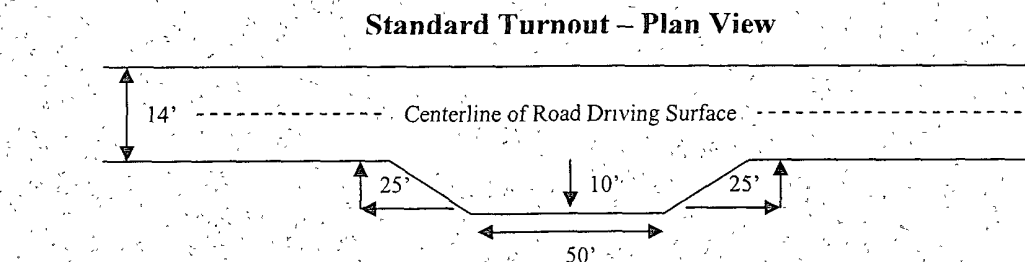 Standard Turnout – Plan View
14' Centerline of Road Driving Surface
25' 10' 25'
50'